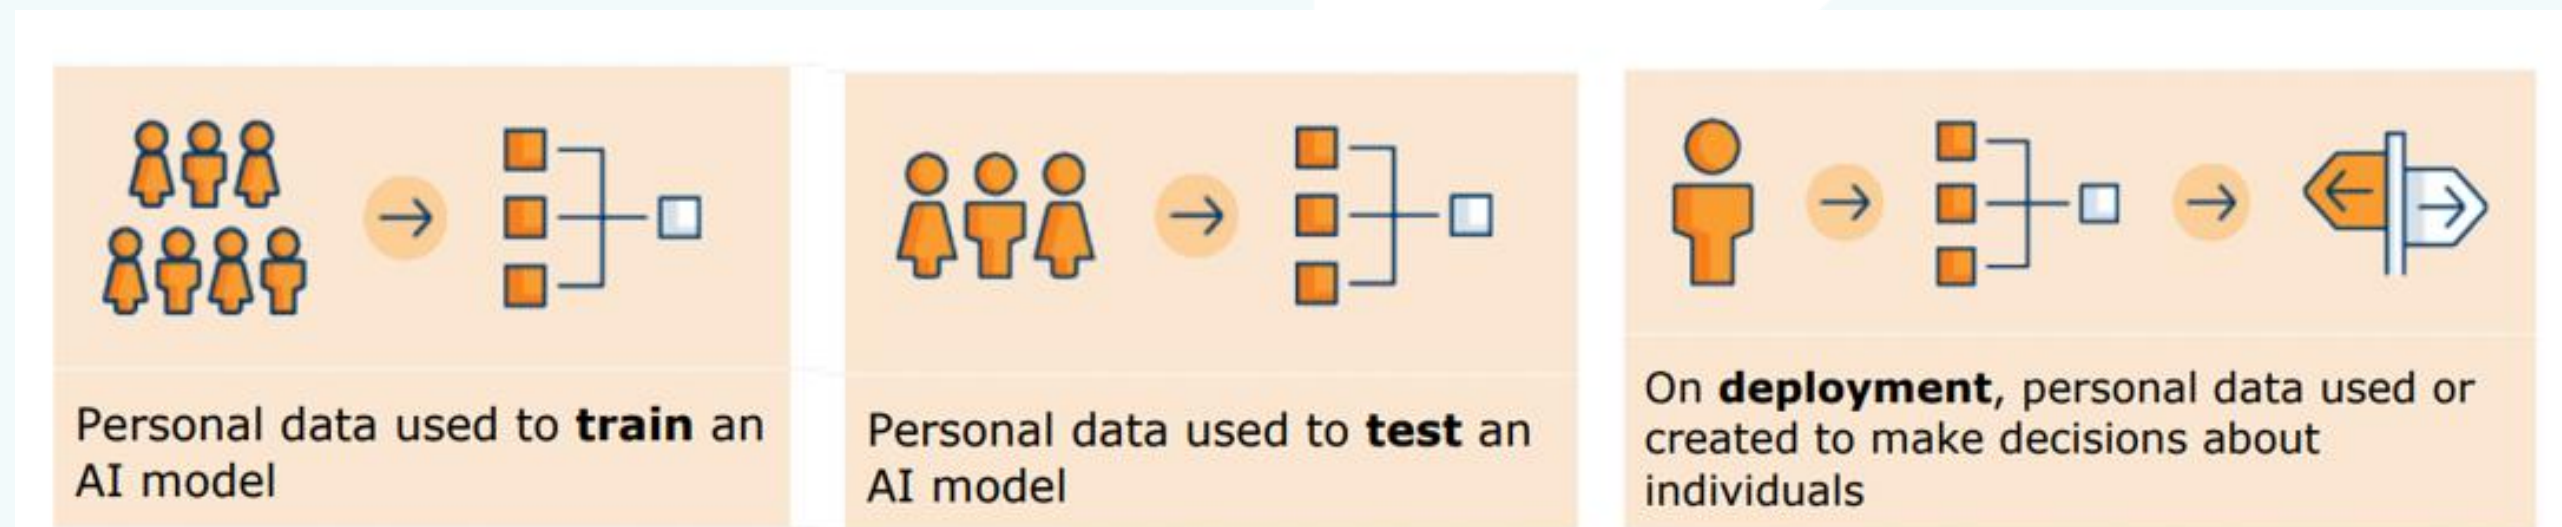 Personal data used to train an
AI model
Personal data used to test an
AI model
On deployment, personal data used or
created to make decisions about
individuals